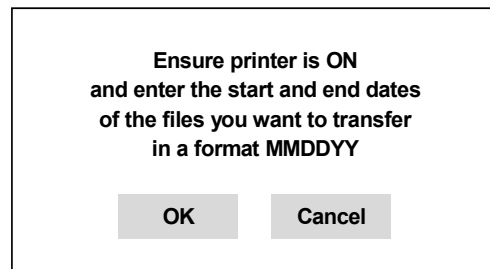 Ensure printer is ON
and enter the start and end dates
of the files you want to transfer
in a format MMDDYY
OK Cancel